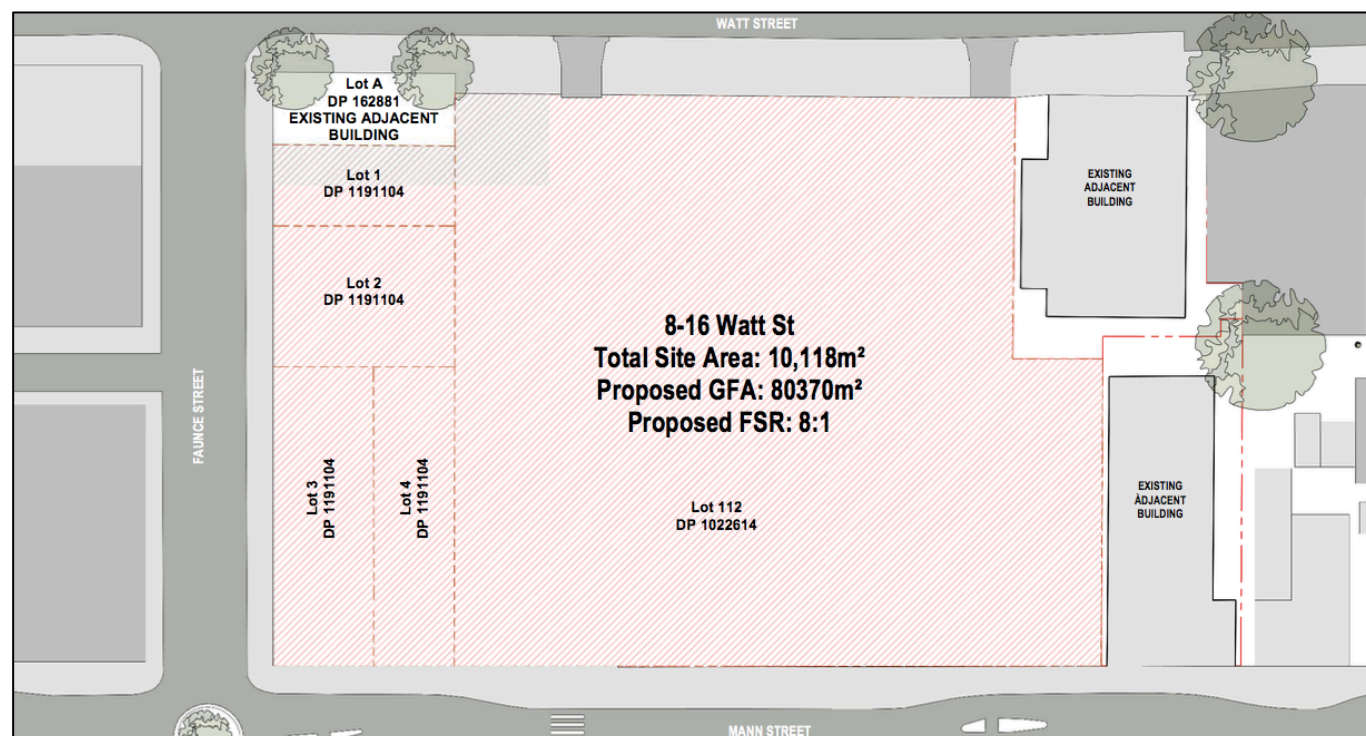 WATT STREET
Lot A
DP 162881
EXISTING ADJACENT
BUILDING
Lot 1
DP 1191104
EXISTING
ADJACENT
BUILDING
Lot 2
DP 1191104
8-16 Watt St
Total Site Area: 10,118m²
Proposed GFA: 80370m²
Proposed FSR: 8:1
FAUNCE STREET
Lot 3
DP 1191104
Lot 4
DP 1191104
Lot 112
DP 1022614
EXISTING
ÀDJACENT
BUILDING
MANN STREET